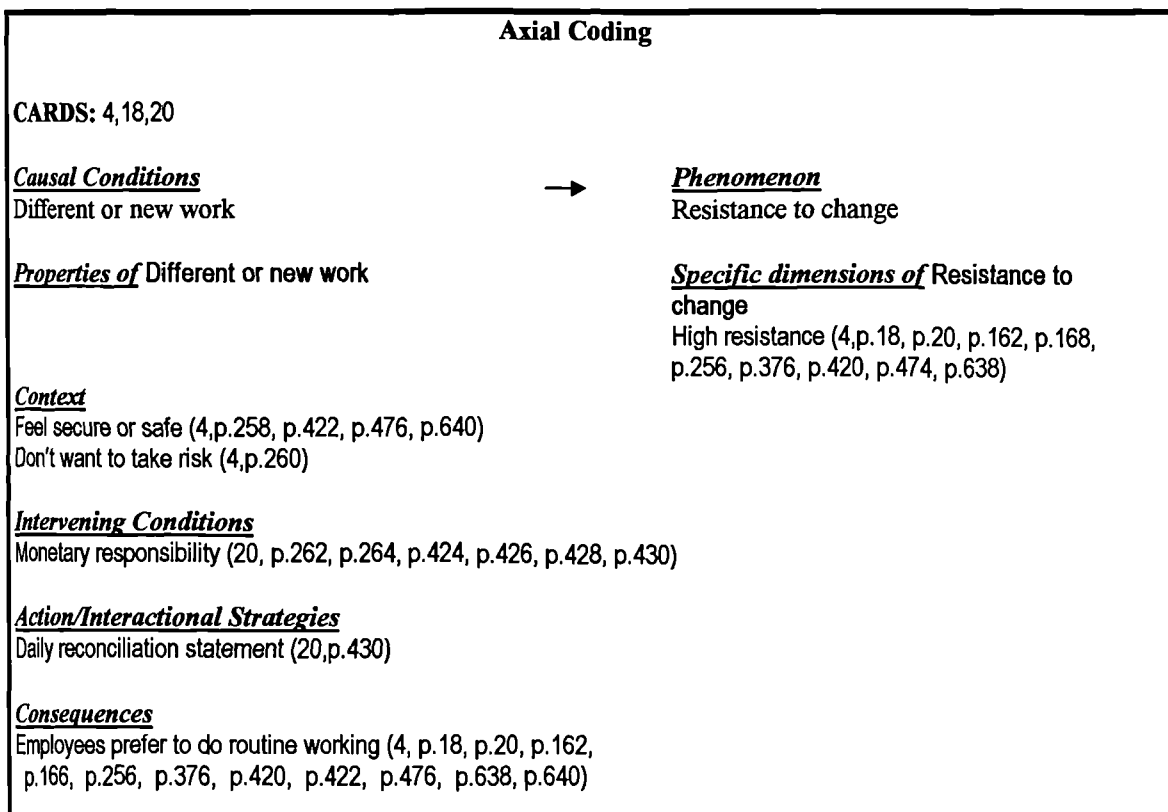 Axial Coding
CARDS: 4,18,20
Causal Conditions → Phenomenon
Different or new work Resistance to change
Properties of Different or new work Specific dimensions of Resistance to
change
High resistance (4,p.18, p.20, p.162, p.168,
p.256, p.376, p.420, p.474, p.638)
Context
Feel secure or safe (4,p.258, p.422, p.476, p.640)
Don't want to take risk (4,p.260)
Intervening Conditions
Monetary responsibility (20, p.262, p.264, p.424, p.426, p.428, p.430)
Action/Interactional Strategies
Daily reconciliation statement (20,p.430)
Consequences
Employees prefer to do routine working (4, p.18, p.20, p.162,
p.166, p.256, p.376, p.420, p.422, p.476, p.638, p.640)